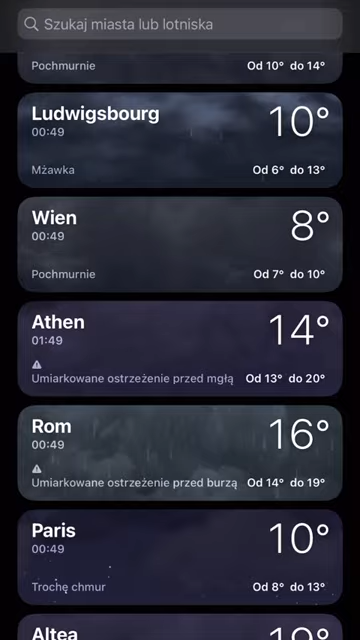 Szukaj miasta lub lotniska
Pochmurnie Od 10° do 14°
Ludwigsbourg 10°
00:49
Mżawka Od 6° do 13°
Wien 8°
00:49
Pochmurnie Od 7° do 10°
Athen 14°
01:49
Umiarkowane ostrzeżenie przed mgłą Od 13° do 20°
Rom 16°
00:49
Umiarkowane ostrzeżenie przed burzą Od 14° do 19°
Paris 10°
00:49
Trochę chmur Od 8° do 13°
Altea